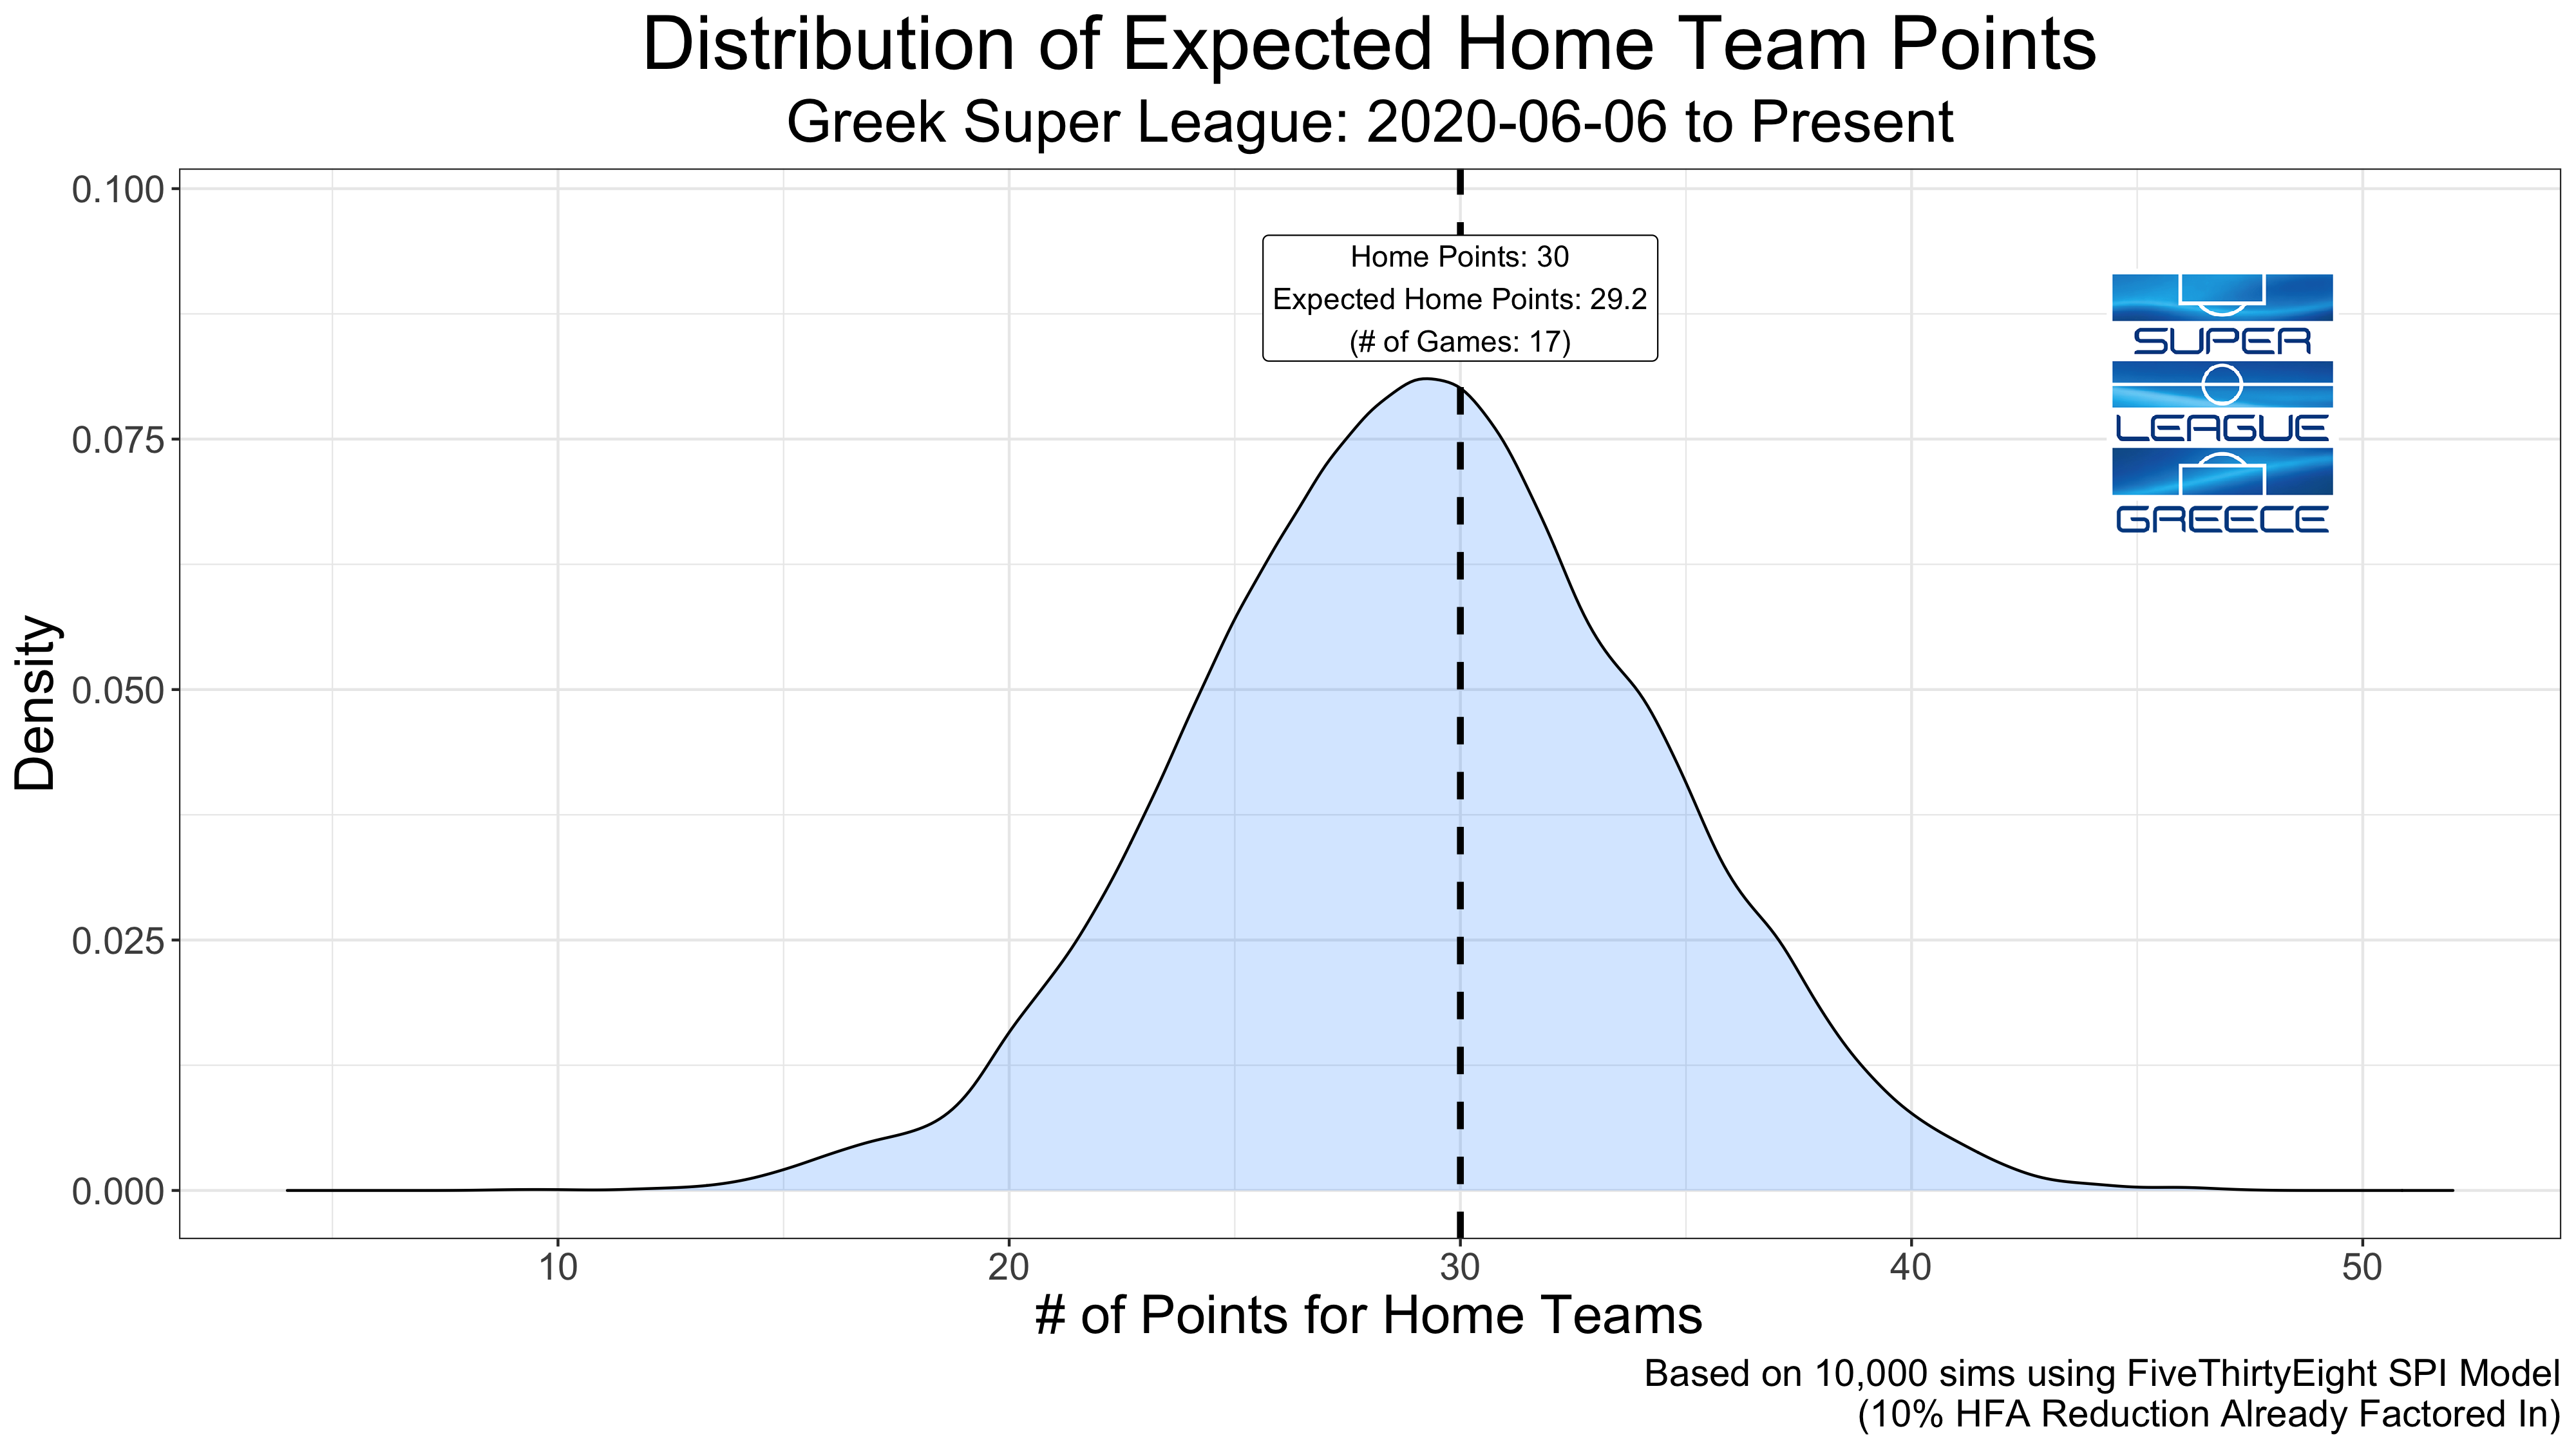 Distribution of Expected Home Team Points
Greek Super League: 2020-06-06 to Present
0.100
0.075
0.050
0.025
0.000
Density
Home Points: 30
Expected Home Points: 29.2
(# of Games: 17)
SUPER
LEAGUE
GREECE
10 20 30 40 50
# of Points for Home Teams
Based on 10,000 sims using FiveThirtyEight SPI Model
(10% HFA Reduction Already Factored In)